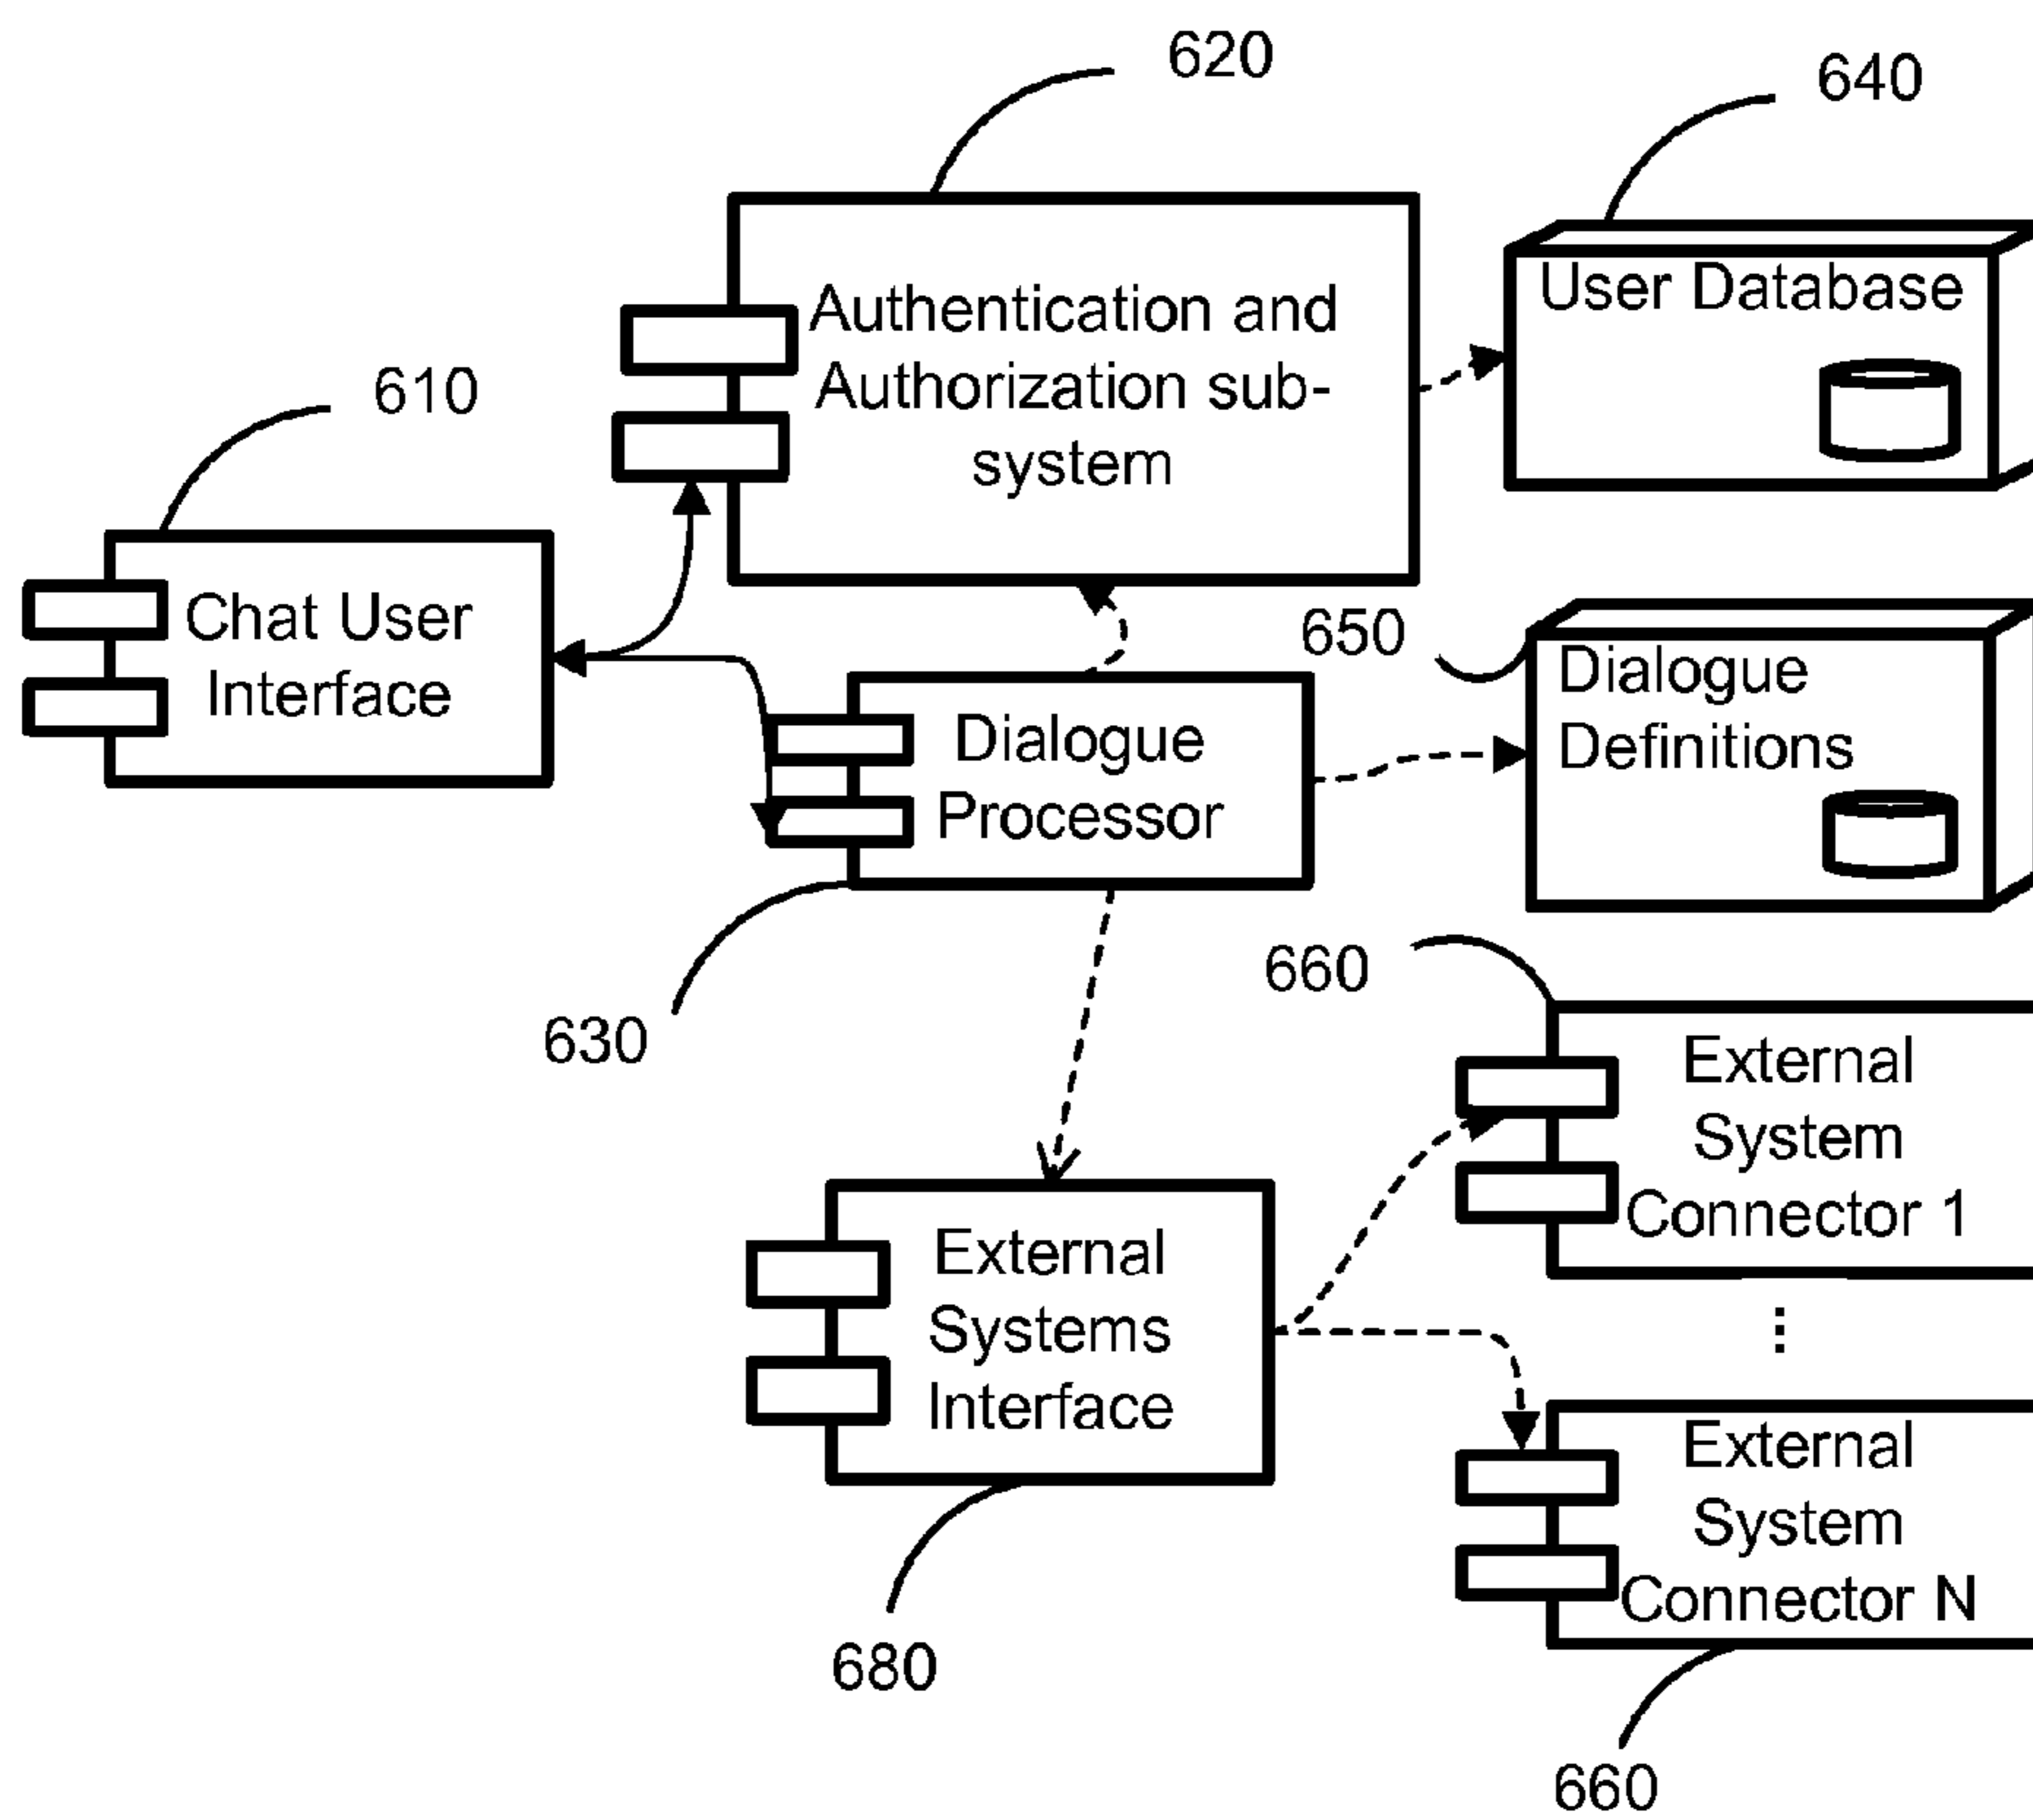 620
640
Authentication and
Authorization sub-
system
User Database
610
Chat User
Interface
650
Dialogue
Definitions
Dialogue
Processor
630
660
External
System
Connector 1
External
Systems
Interface
⋮
External
System
Connector N
680
660